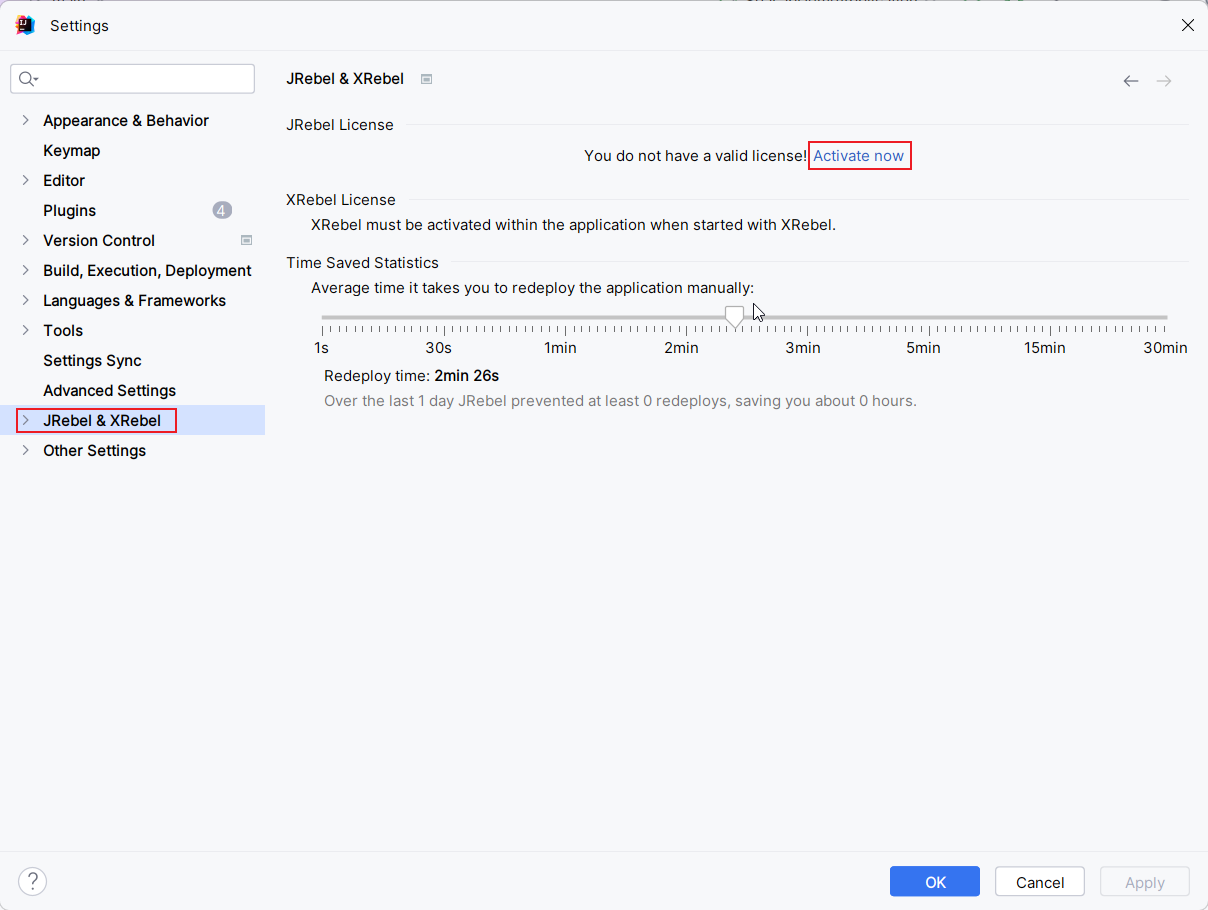 Settings
JRebel & XRebel
Appearance & Behavior
Keymap
Editor
Plugins 4
Version Control
Build, Execution, Deployment
Languages & Frameworks
Tools
Settings Sync
Advanced Settings
JRebel & XRebel
Other Settings
JRebel License
You do not have a valid license! Activate now
XRebel License
XRebel must be activated within the application when started with XRebel.
Time Saved Statistics
Average time it takes you to redeploy the application manually:
1s 30s 1min 2min 3min 5min 15min 30min
Redeploy time: 2min 26s
Over the last 1 day JRebel prevented at least 0 redeploys, saving you about 0 hours.
?
OK Cancel Apply